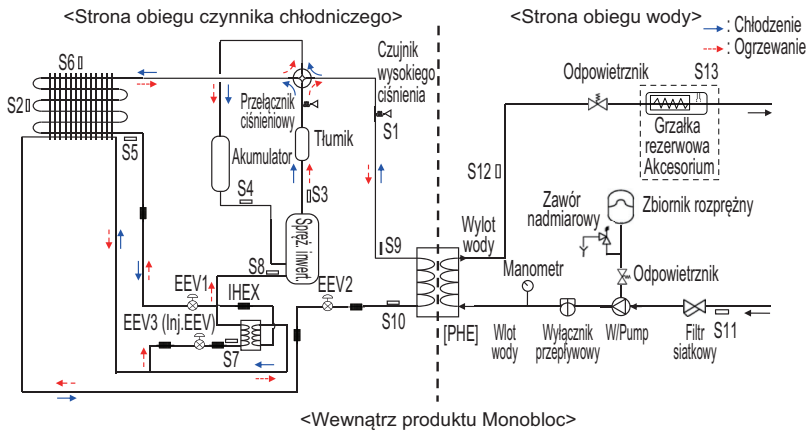 <Strona obiegu czynnika chłodniczego>
<Strona obiegu wody>
: Chłodzenie
: Ogrzewanie
S6
S2
S5
Czujnik
wysokiego
ciśnienia
Przełącznik
ciśnieniowy
S1
Tłumik
Akumulator
S4
S3
Spręż. inwert.
S8
S9
EEV1
IHEX
EEV2
EEV3 (Inj.EEV)
S7
S10
[PHE]
Odpowietrznik
S13
Grzałka
rezerwowa
Akcesorium
S12
Wylot
wody
Zawór
nadmiarowy
Zbiornik rozprężny
Manometr
Odpowietrznik
Wlot
wody
Wyłącznik
przepływowy
W/Pump
Filtr
siatkowy
S11
<Wewnątrz produktu Monobloc>